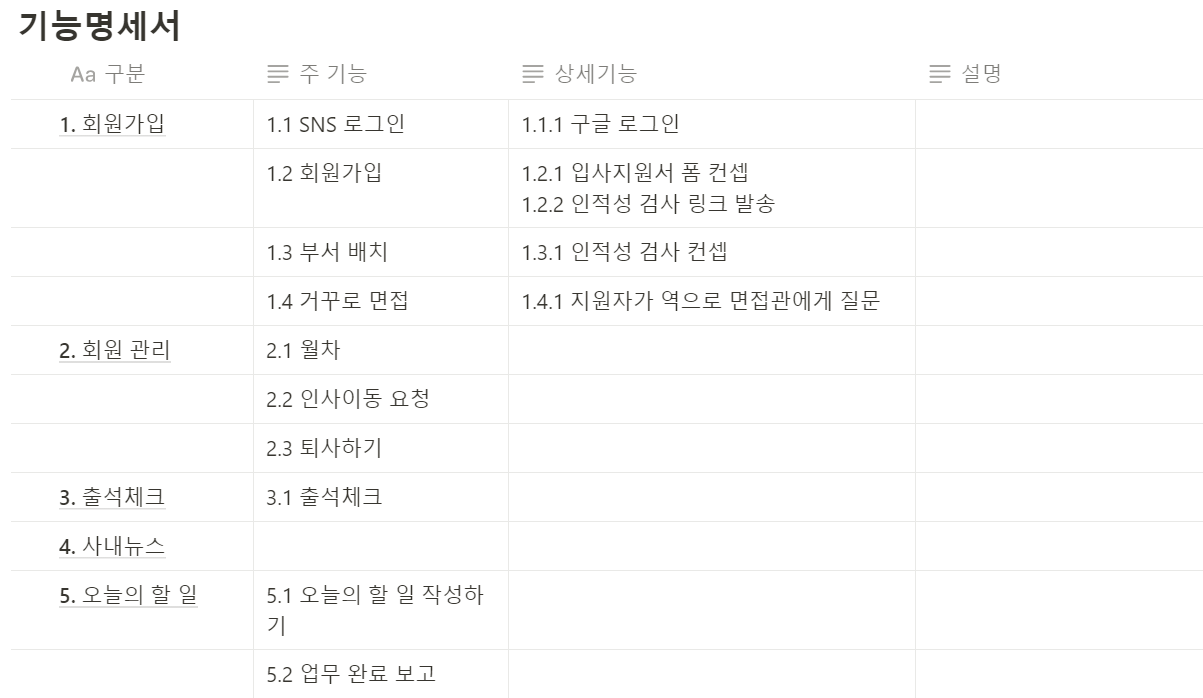 기능명세서
Aa 구분 주 기능 상세기능 설명
1. 회원가입 1.1 SNS 로그인 1.1.1 구글 로그인
1.2 회원가입 1.2.1 입사지원서 폼 컨셉
1.2.2 인적성 검사 링크 발송
1.3 부서 배치 1.3.1 인적성 검사 컨셉
1.4 거꾸로 면접 1.4.1 지원자가 역으로 면접관에게 질문
2. 회원 관리 2.1 월차
2.2 인사이동 요청
2.3 퇴사하기
3. 출석체크 3.1 출석체크
4. 사내뉴스
5. 오늘의 할 일 5.1 오늘의 할 일 작성하
기
5.2 업무 완료 보고